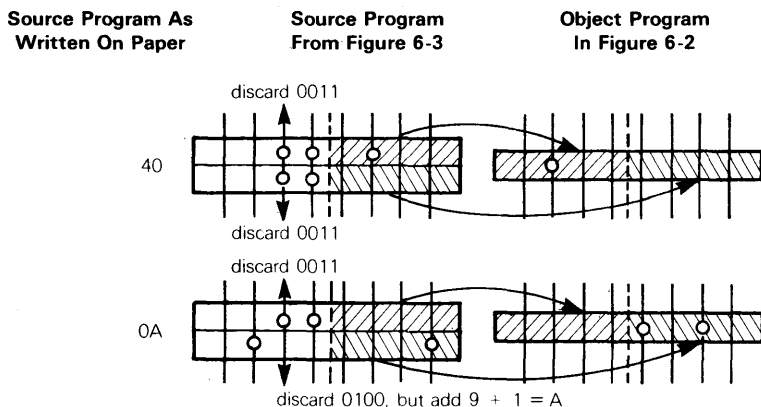 Source Program As Written On Paper
Source Program From Figure 6-3
Object Program In Figure 6-2
discard 0011
40
discard 0011
discard 0011
0A
discard 0100, but add 9 + 1 = A